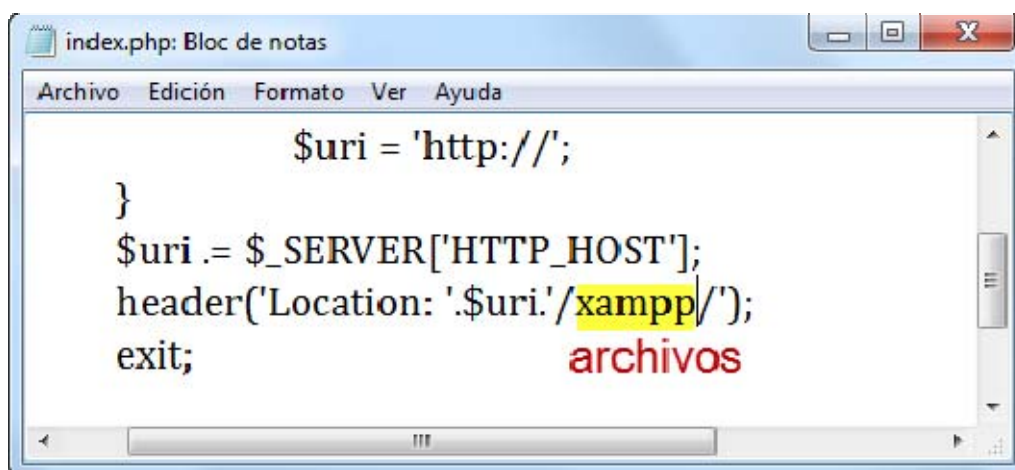 index.php: Bloc de notas
Archivo Edición Formato Ver Ayuda
$uri = 'http://';
}
$uri .= $_SERVER['HTTP_HOST'];
header('Location: '.$uri.'/xampp/');
exit;
archivos